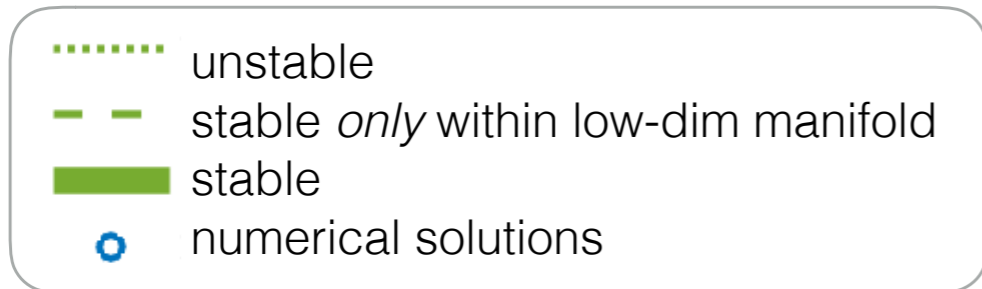 unstable
stable only within low-dim manifold
stable
numerical solutions